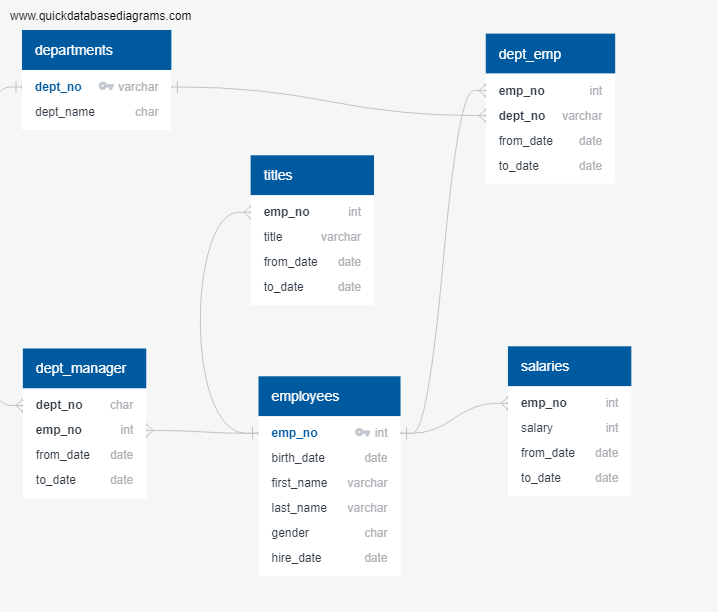 www.quickdatabasediagrams.com
departments
dept_no varchar
dept_name char
dept_emp
emp_no int
dept_no varchar
from_date date
to_date date
titles
emp_no int
title varchar
from_date date
to_date date
dept_manager
dept_no char
emp_no int
from_date date
to_date date
employees
emp_no int
birth_date date
first_name varchar
last_name varchar
gender char
hire_date date
salaries
emp_no int
salary int
from_date date
to_date date